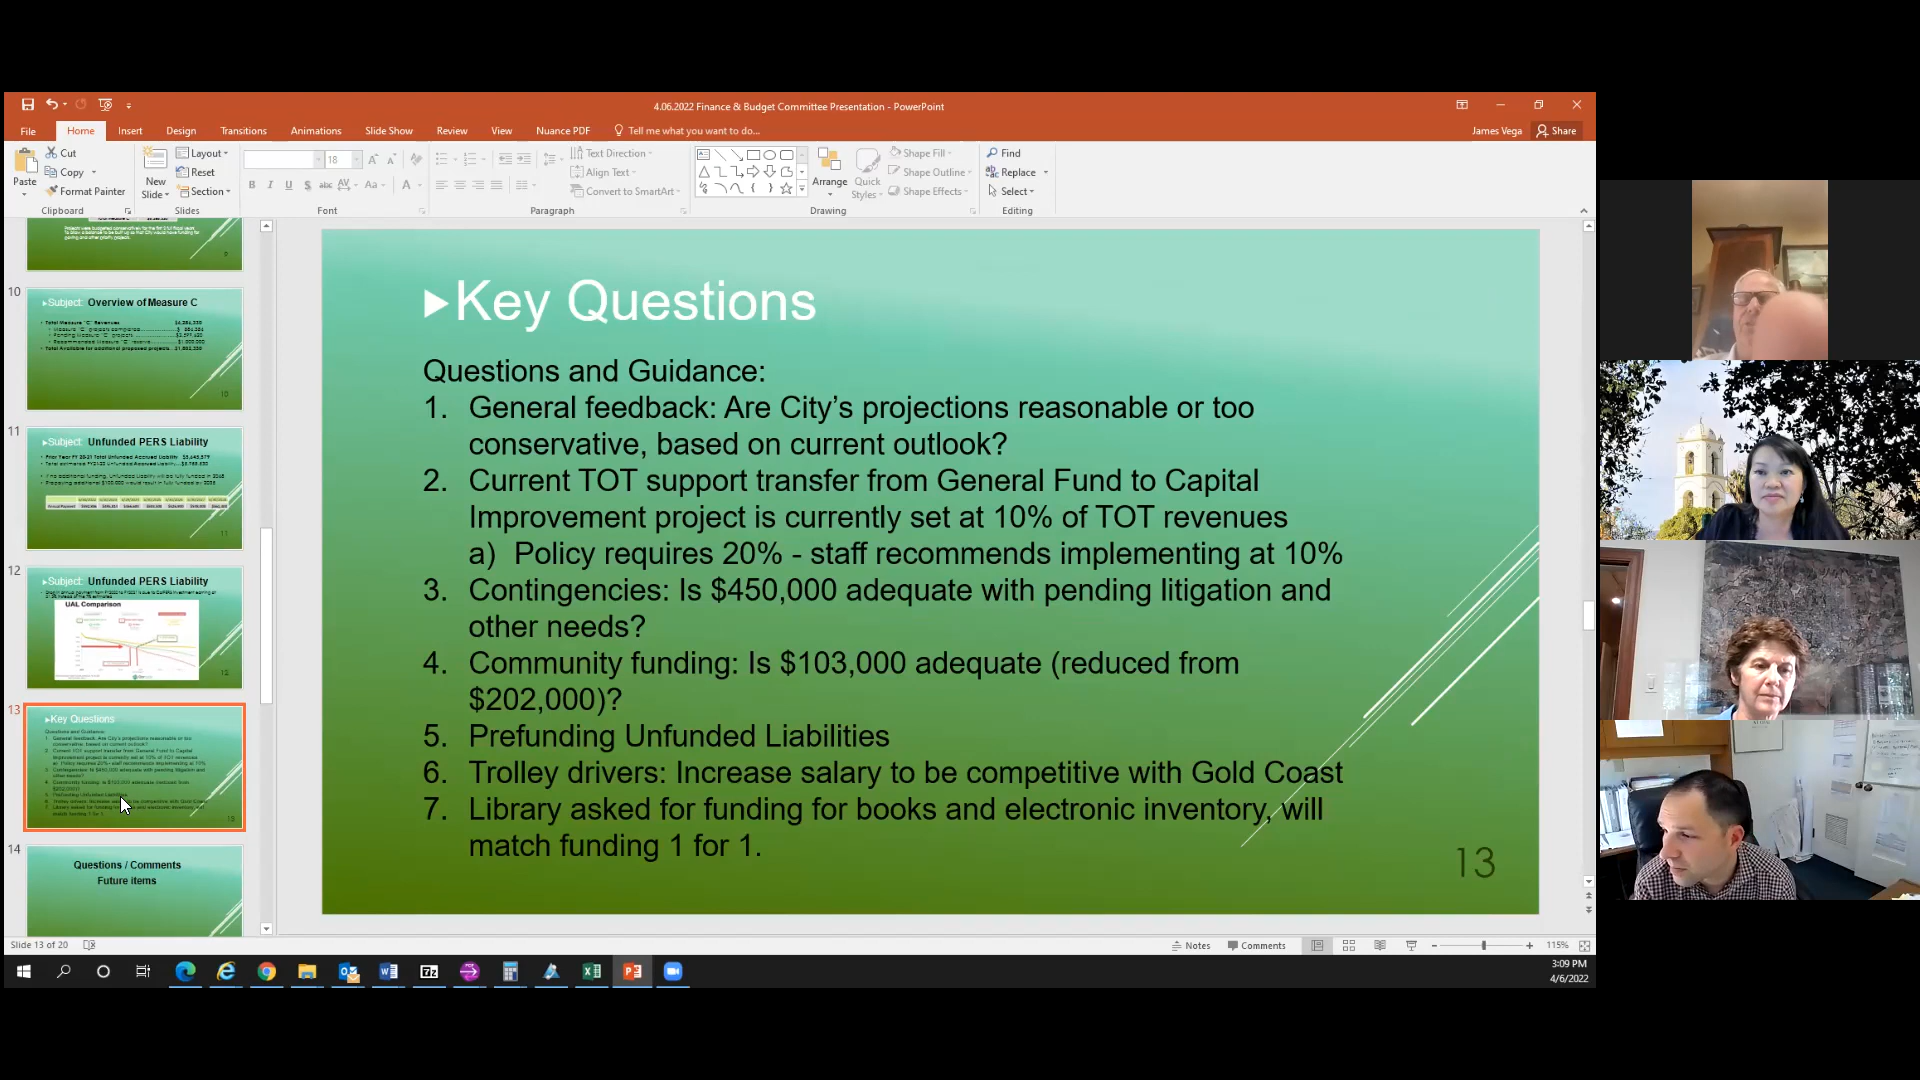 4.06.2022 Finance & Budget Committee Presentation - PowerPoint
File Home Insert Design Transitions Animations Slide Show Review View Nuance PDF Tell me what you want to do...
James Vega Share
Paste
Cut
Copy
Format Painter
Clipboard
New Slide
Layout
Reset
Section
Slides
18
Font
Text Direction
Align Text
Convert to SmartArt
Paragraph
Arrange
Quick Styles
Shape Fill
Shape Outline
Shape Effects
Drawing
Find
Replace
Select
Editing
9
10
Subject: Overview of Measure C
10
11
Subject: Unfunded PERS Liability
11
12
Subject: Unfunded PERS Liability
UAL Comparison
12
13
Key Questions
13
14
Questions / Comments
Future items
Key Questions
Questions and Guidance:
1. General feedback: Are City’s projections reasonable or too
conservative, based on current outlook?
2. Current TOT support transfer from General Fund to Capital
Improvement project is currently set at 10% of TOT revenues
a) Policy requires 20% - staff recommends implementing at 10%
3. Contingencies: Is $450,000 adequate with pending litigation and
other needs?
4. Community funding: Is $103,000 adequate (reduced from
$202,000)?
5. Prefunding Unfunded Liabilities
6. Trolley drivers: Increase salary to be competitive with Gold Coast
7. Library asked for funding for books and electronic inventory, will
match funding 1 for 1.
13
Slide 13 of 20
Notes Comments 115%
3:09 PM
4/6/2022